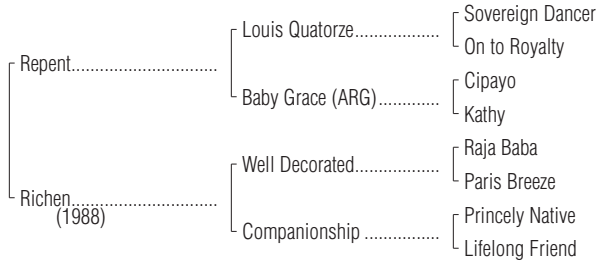 Sovereign Dancer
Louis Quatorze...................
On to Royalty
Repent.................................
Cipayo
Baby Grace (ARG).............
Kathy
Raja Baba
Well Decorated...................
Paris Breeze
Richen.................................
(1988)
Princely Native
Companionship .................
Lifelong Friend